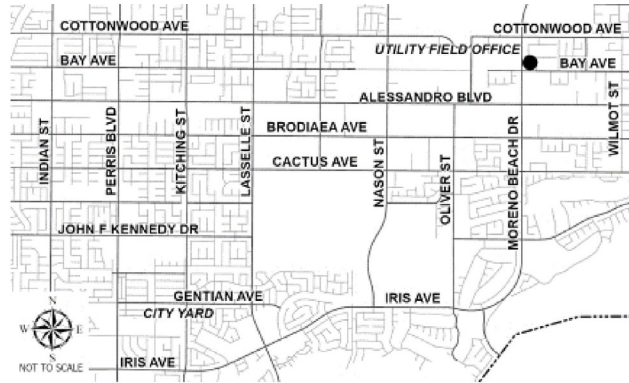 COTTONWOOD AVE
COTTONWOOD AVE
UTILITY FIELD OFFICE
BAY AVE
BAY AVE
ALESSANDRO BLVD
BRODIAEA AVE
CACTUS AVE
INDIAN ST
PERRIS BLVD
KITCHING ST
LASSELLE ST
NASON ST
OLIVER ST
MORENO BEACH DR
WILMOT ST
JOHN F KENNEDY DR
GENTIAN AVE
IRIS AVE
CITY YARD
N
W
E
S
NOT TO SCALE
IRIS AVE